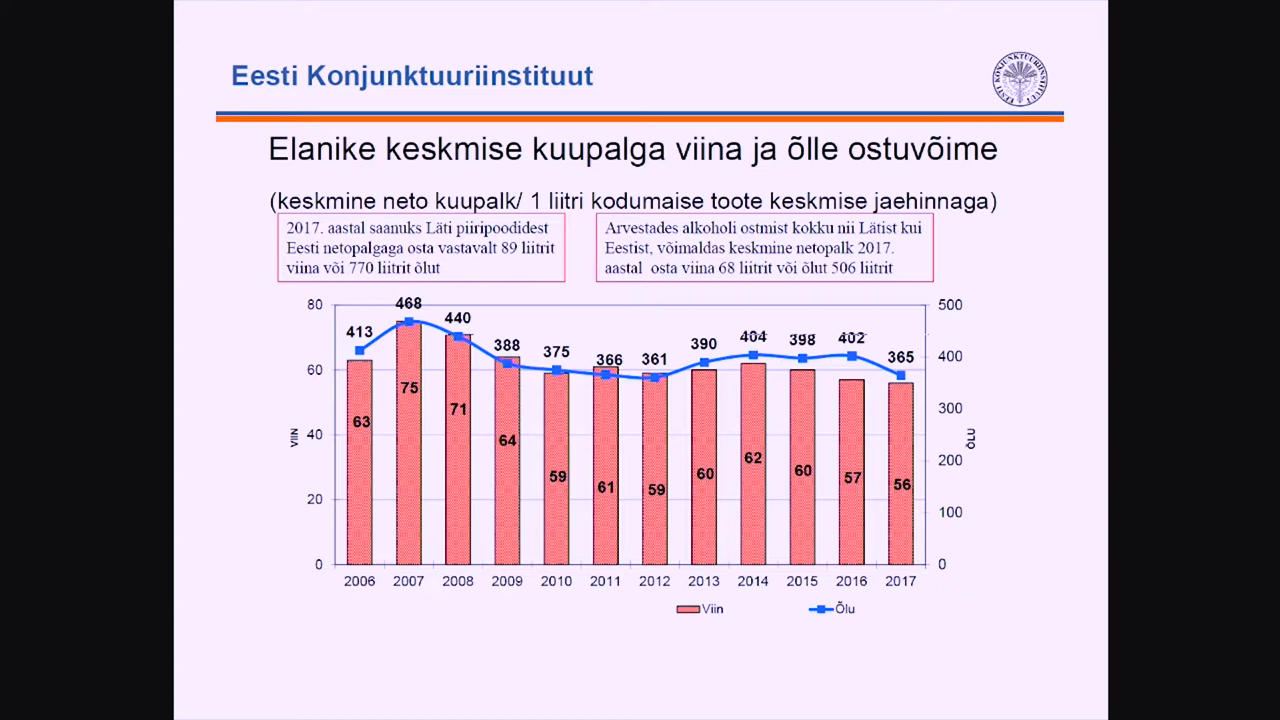 Eesti Konjunktuuriinstituut
EESTI KONJUNKTUURIINSTITUUT
Elanike keskmise kuupalga viina ja õlle ostuvõime
(keskmine neto kuupalk/ 1 liitri kodumaise toote keskmise jaehinnaga)
2017. aastal saanuks Läti piiripoodidest
Eesti netopalgaga osta vastavalt 89 liitrit
viina või 770 liitrit õlut
Arvestades alkoholi ostmist kokku nii Lätist kui
Eestist, võimaldas keskmine netopalk 2017.
aastal osta viina 68 liitrit või õlut 506 liitrit
80
60
40
20
0
VIIN
413 468 440 388 375 366 361 390 404 398 402 365
63 75 71 64 59 61 59 60 62 60 57 56
500
400
300
200
100
0
ÕLU
2006 2007 2008 2009 2010 2011 2012 2013 2014 2015 2016 2017
Viin Õlu